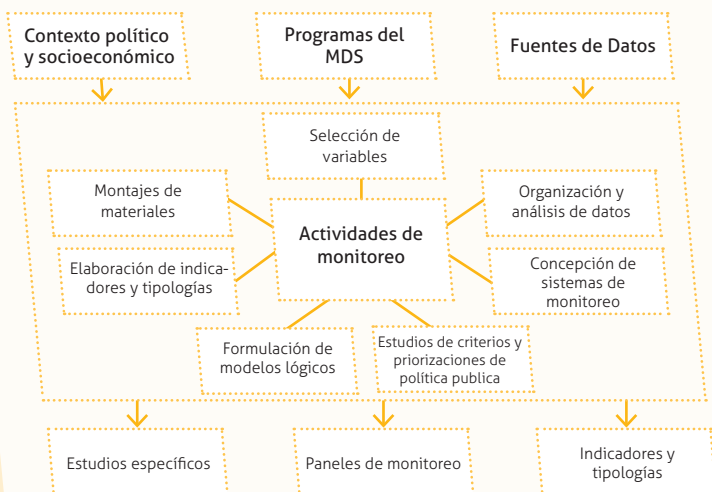 Contexto político
y socioeconómico
Programas del
MDS
Fuentes de Datos
Selección de
variables
Montajes de
materiales
Organización y
análisis de datos
Actividades de
monitoreo
Elaboración de indica-
dores y tipologías
Concepción de
sistemas de
monitoreo
Formulación de
modelos lógicos
Estudios de criterios y
priorizaciones de
política publica
Estudios específicos
Paneles de monitoreo
Indicadores y
tipologías